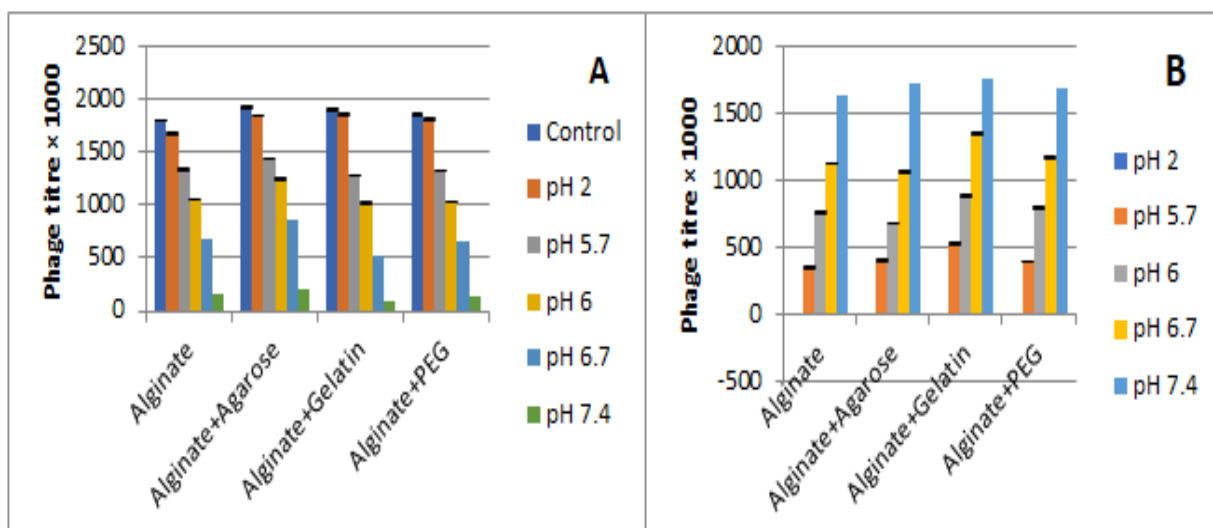 A
Phage titre × 1000
2500
2000
1500
1000
500
0
Alginate
Alginate+Agarose
Alginate+Gelatin
Alginate+PEG
Control
pH 2
pH 5.7
pH 6
pH 6.7
pH 7.4
B
Phage titre × 1000
2000
1500
1000
500
0
-500
Alginate
Alginate+Agarose
Alginate+Gelatin
Alginate+PEG
pH 2
pH 5.7
pH 6
pH 6.7
pH 7.4